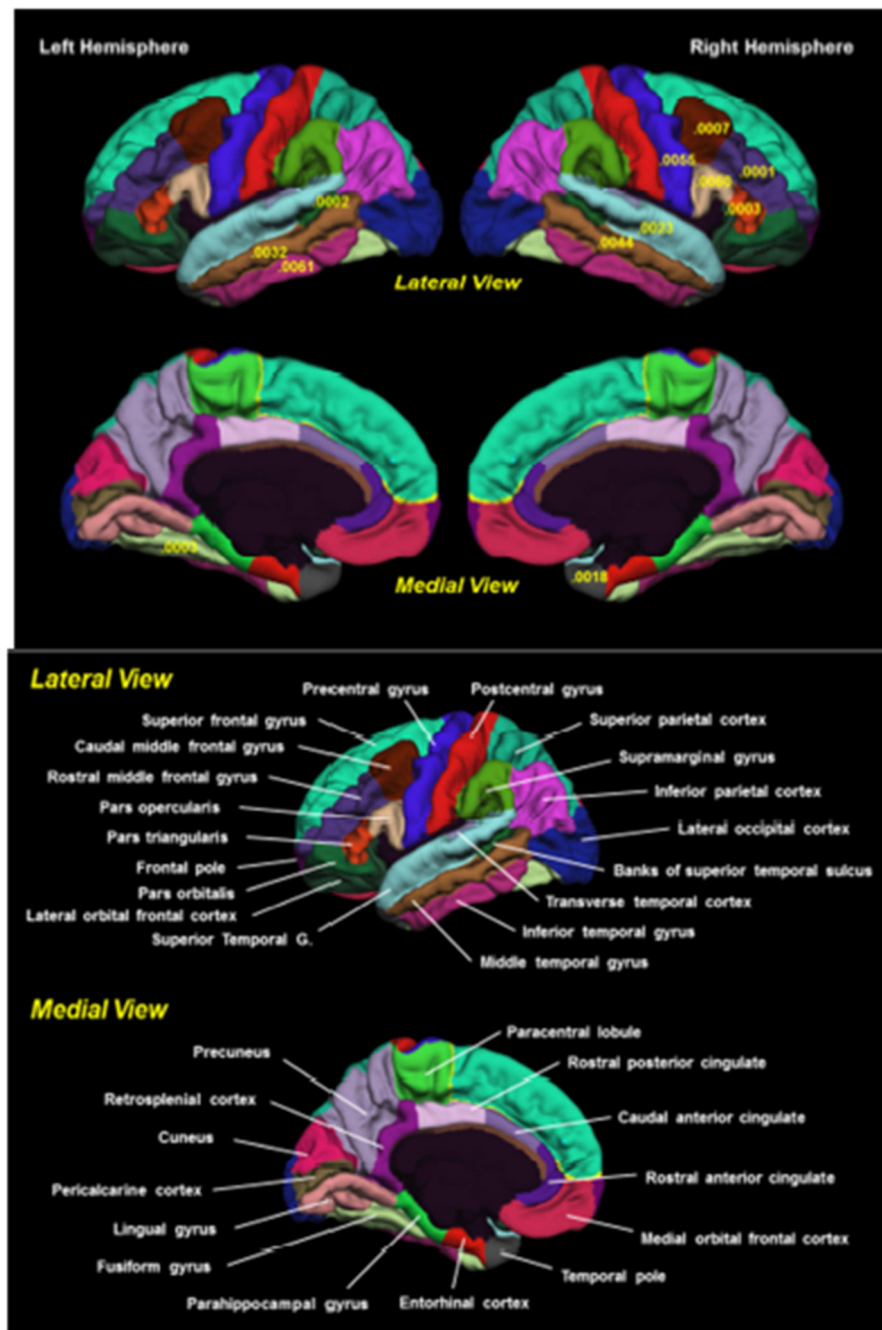 Left Hemisphere
Right Hemisphere
.0007
.0055
.0001
.0003
.0002
.0023
.0044
.0032
.0061
Lateral View
.0018
Medial View
Lateral View
Precentral gyrus
Postcentral gyrus
Superior frontal gyrus
Superior parietal cortex
Caudal middle frontal gyrus
Supramarginal gyrus
Rostral middle frontal gyrus
Inferior parietal cortex
Pars opercularis
Lateral occipital cortex
Pars triangularis
Frontal pole
Banks of superior temporal sulcus
Pars orbitalis
Transverse temporal cortex
Lateral orbital frontal cortex
Inferior temporal gyrus
Superior Temporal G.
Middle temporal gyrus
Medial View
Paracentral lobule
Precuneus
Rostral posterior cingulate
Retrosplenial cortex
Caudal anterior cingulate
Cuneus
Rostral anterior cingulate
Pericalcarine cortex
Lingual gyrus
Medial orbital frontal cortex
Fusiform gyrus
Temporal pole
Parahippocampal gyrus
Entorhinal cortex